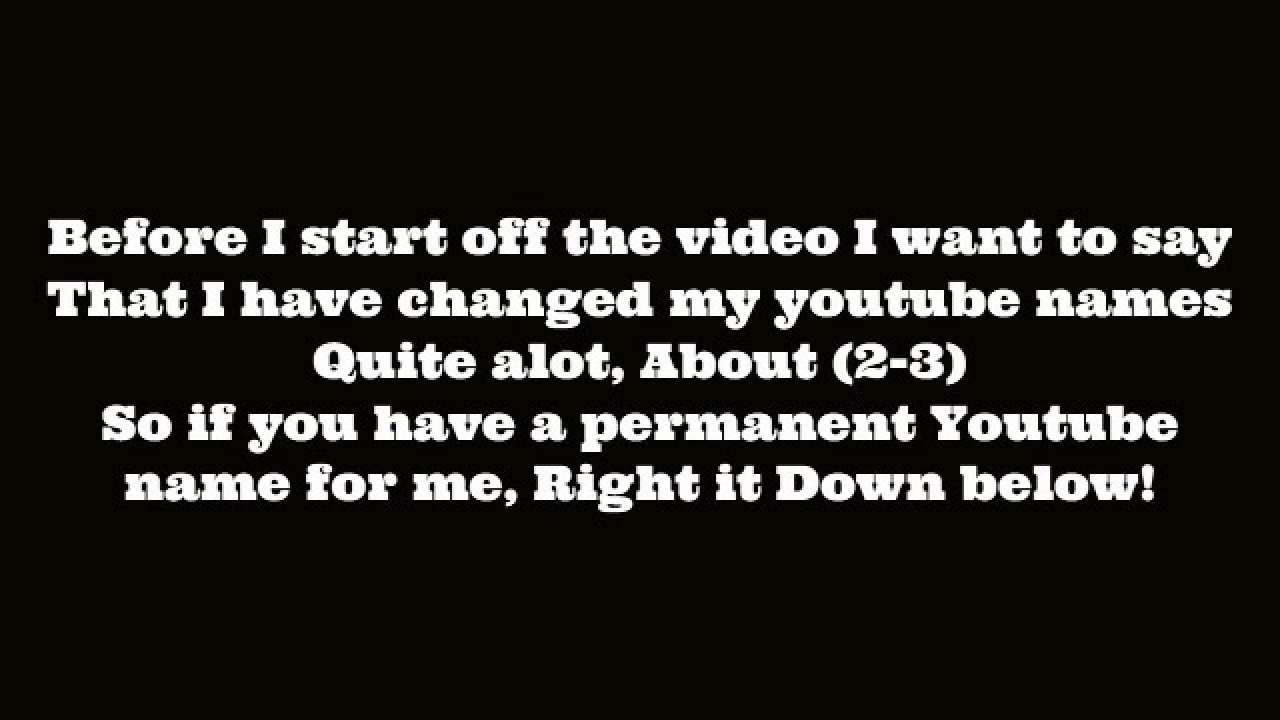 Before I start off the video I want to say
That I have changed my youtube names
Quite alot, About (2-3)
So if you have a permanent Youtube
name for me, Right it Down below!